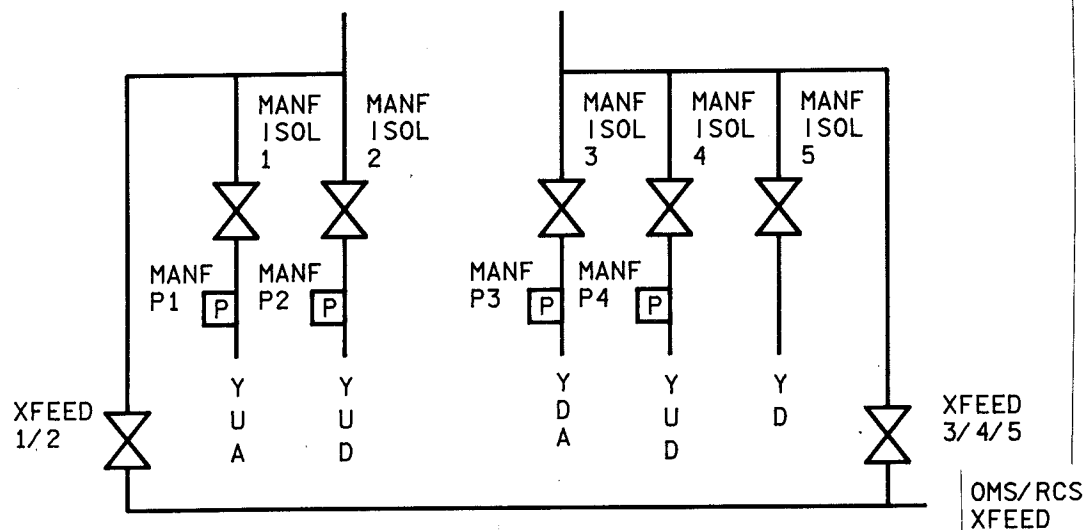 MANF
ISOL
1
MANF
ISOL
2
MANF
ISOL
3
MANF
ISOL
4
MANF
ISOL
5
MANF
P1
P
MANF
P2
P
MANF
P3
P
MANF
P4
P
Y
U
A
Y
U
D
Y
D
A
Y
U
D
Y
D
XFEED
1/2
XFEED
3/4/5
OMS/RCS
XFEED